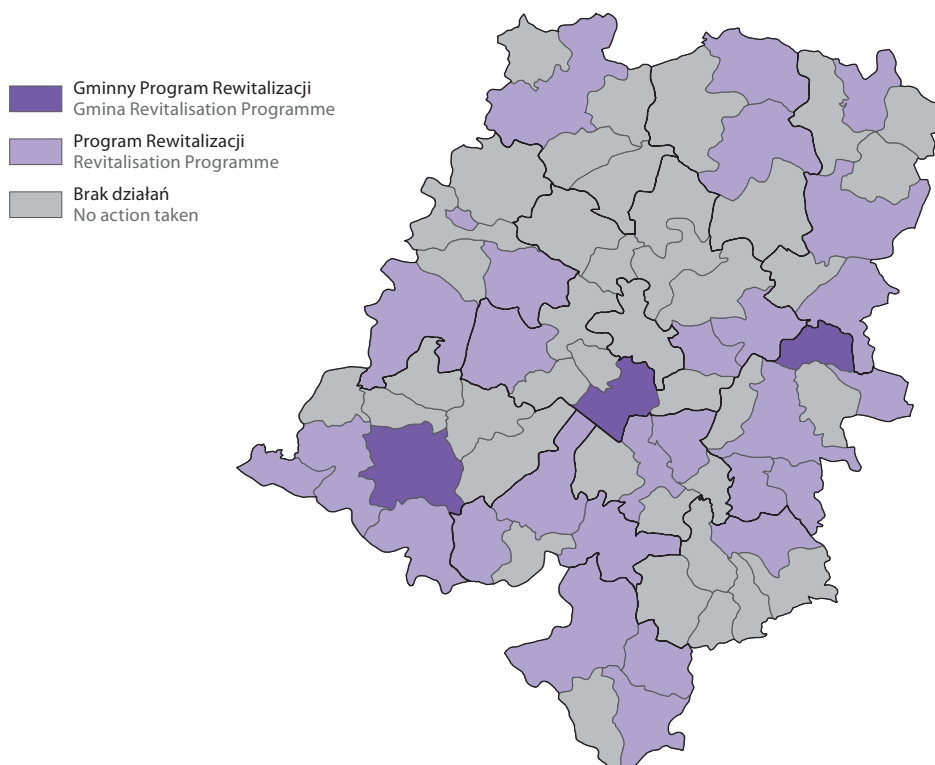 Gminny Program Rewitalizacji
Gmina Revitalisation Programme
Program Rewitalizacji
Revitalisation Programme
Brak działań
No action taken